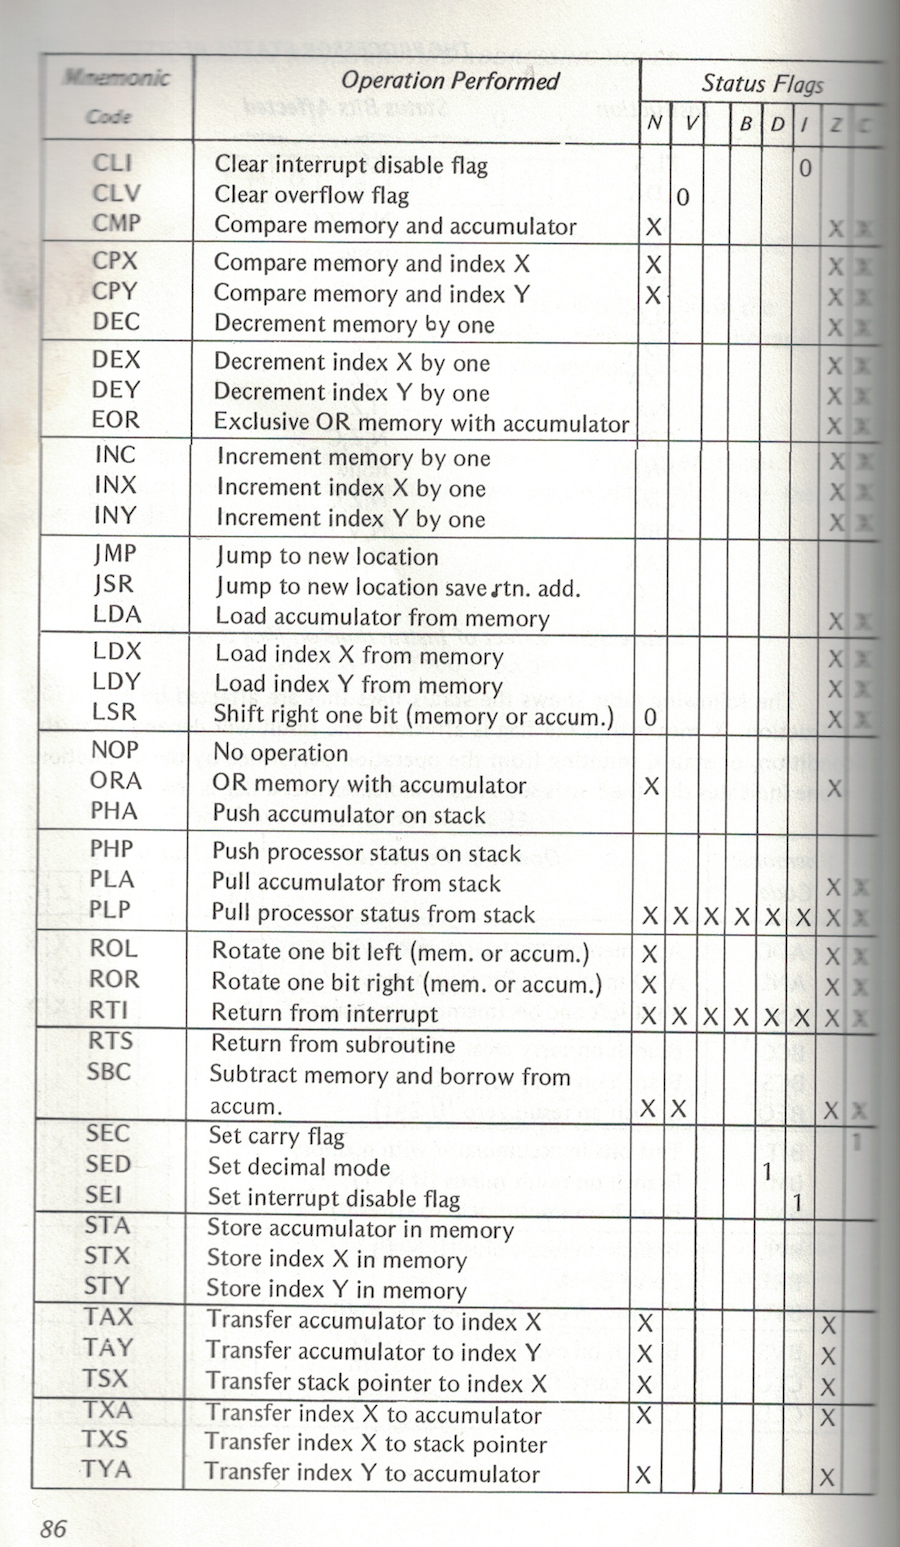 Mnemonic Operation Performed Status Flags
Code N V B D I Z C
CLI Clear interrupt disable flag 0
CLV Clear overflow flag 0
CMP Compare memory and accumulator X X X
CPX Compare memory and index X X X X
CPY Compare memory and index Y X X X
DEC Decrement memory by one X X
DEX Decrement index X by one X X
DEY Decrement index Y by one X X
EOR Exclusive OR memory with accumulator X X
INC Increment memory by one X X
INX Increment index X by one X X
INY Increment index Y by one X X
JMP Jump to new location
JSR Jump to new location save rtn. add.
LDA Load accumulator from memory X X
LDX Load index X from memory X X
LDY Load index Y from memory X X
LSR Shift right one bit (memory or accum.) 0 X X
NOP No operation
ORA OR memory with accumulator X X
PHA Push accumulator on stack
PHP Push processor status on stack
PLA Pull accumulator from stack X X
PLP Pull processor status from stack X X X X X X X X
ROL Rotate one bit left (mem. or accum.) X X X
ROR Rotate one bit right (mem. or accum.) X X X
RTI Return from interrupt X X X X X X X X
RTS Return from subroutine
SBC Subtract memory and borrow from
accum. X X X X
SEC Set carry flag 1
SED Set decimal mode 1
SEI Set interrupt disable flag 1
STA Store accumulator in memory
STX Store index X in memory
STY Store index Y in memory
TAX Transfer accumulator to index X X X
TAY Transfer accumulator to index Y X X
TSX Transfer stack pointer to index X X X
TXA Transfer index X to accumulator X X
TXS Transfer index X to stack pointer
TYA Transfer index Y to accumulator X X
86